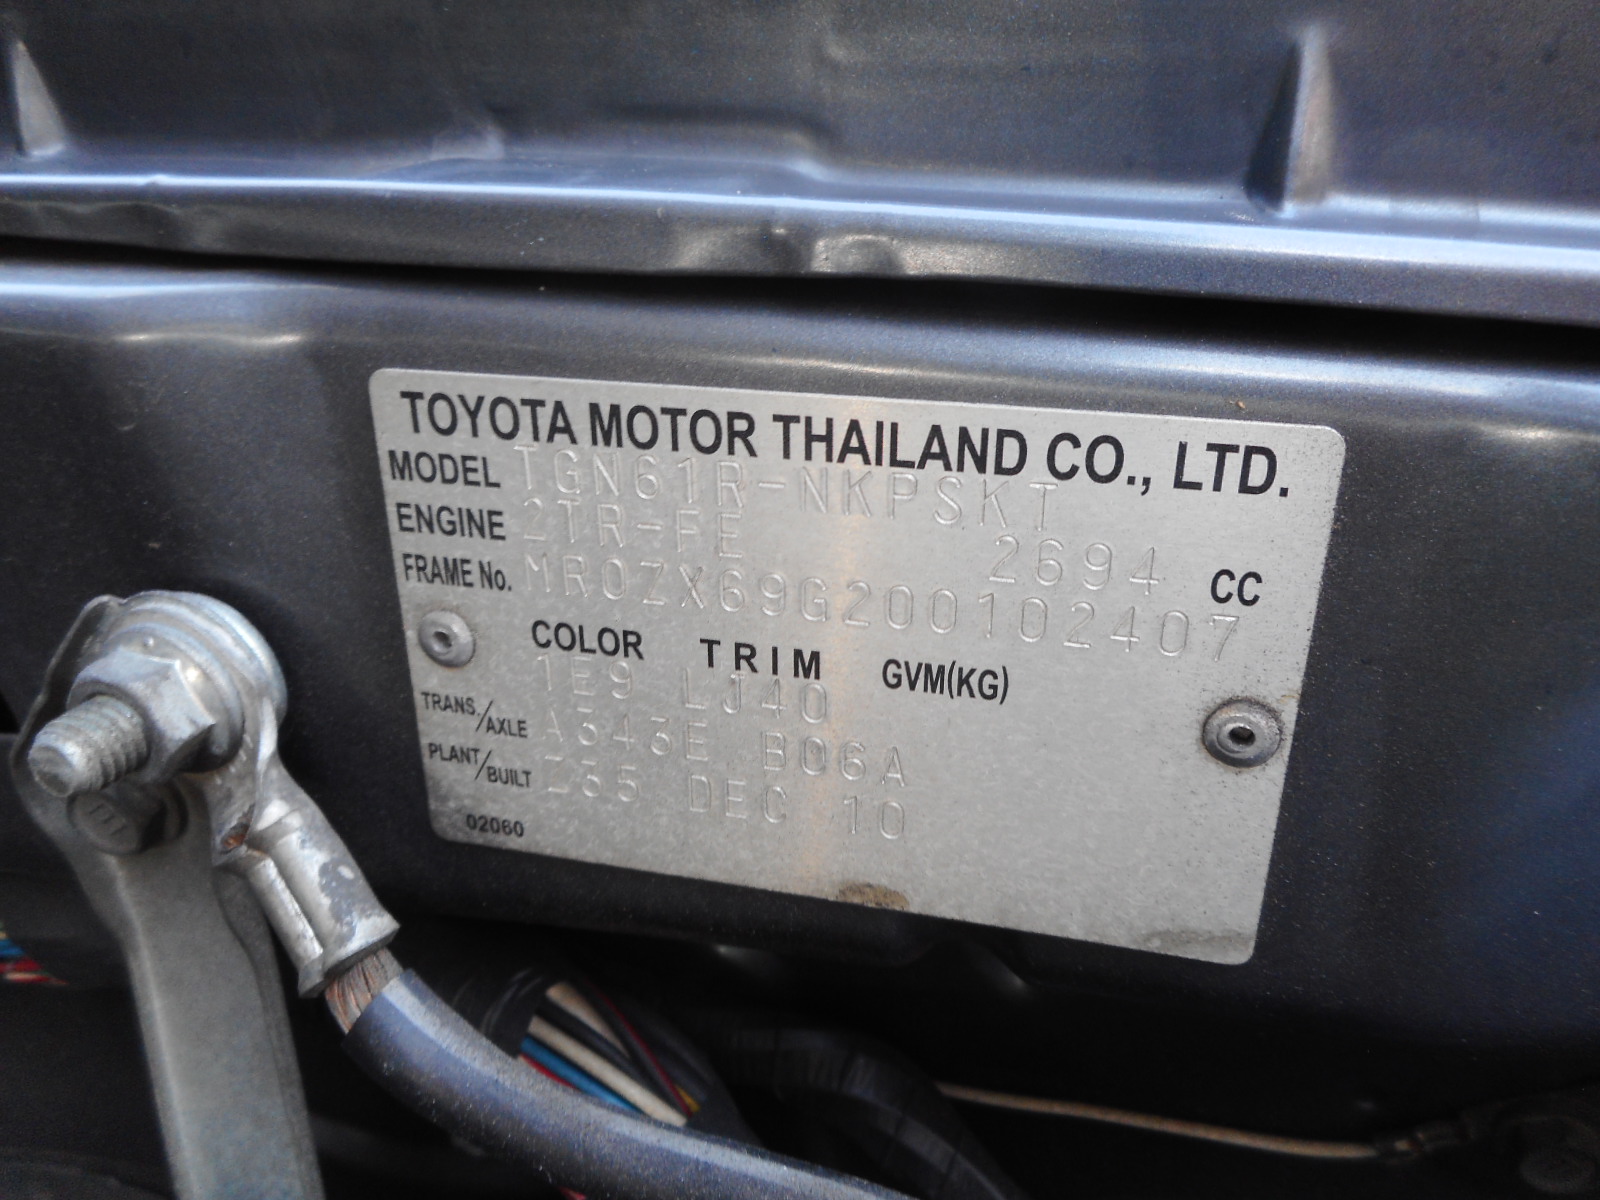 TOYOTA MOTOR THAILAND CO., LTD.
MODEL TGN61R-NKPSKT
ENGINE 2TR-FE 2694 CC
FRAME No. MR0ZX69G200102407
COLOR TRIM GVM(KG)
1E9 LJ40
TRANS./AXLE A343E B06A
PLANT/BUILT Z65 DEC 10
02060